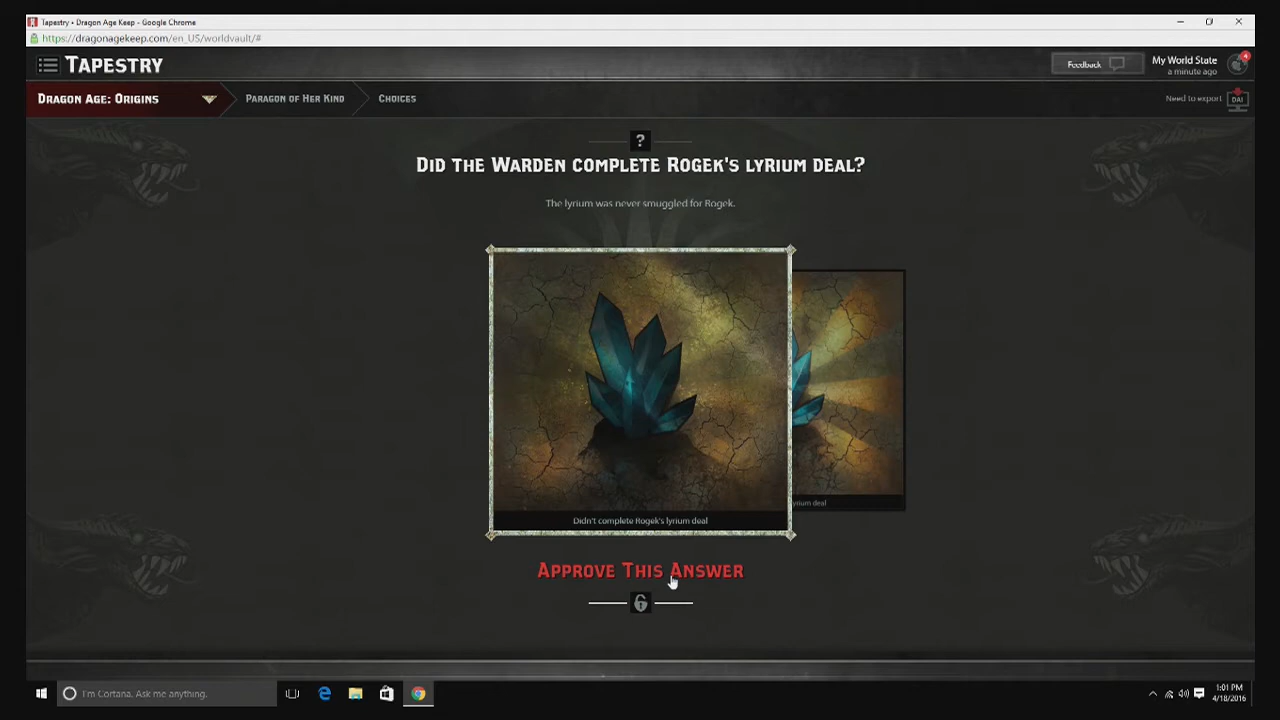 Tapestry • Dragon Age Keep - Google Chrome
https://dragonagekeep.com/en_US/worldvault/#
TAPESTRY
Feedback
My World State
a minute ago
4
DRAGON AGE: ORIGINS
PARAGON OF HER KIND
CHOICES
Need to export
DAI
?
DID THE WARDEN COMPLETE ROGEK'S LYRIUM DEAL?
The lyrium was never smuggled for Rogek.
yrium deal
Didn't complete Rogek's lyrium deal
APPROVE THIS ANSWER
I'm Cortana. Ask me anything.
1:01 PM
4/18/2016